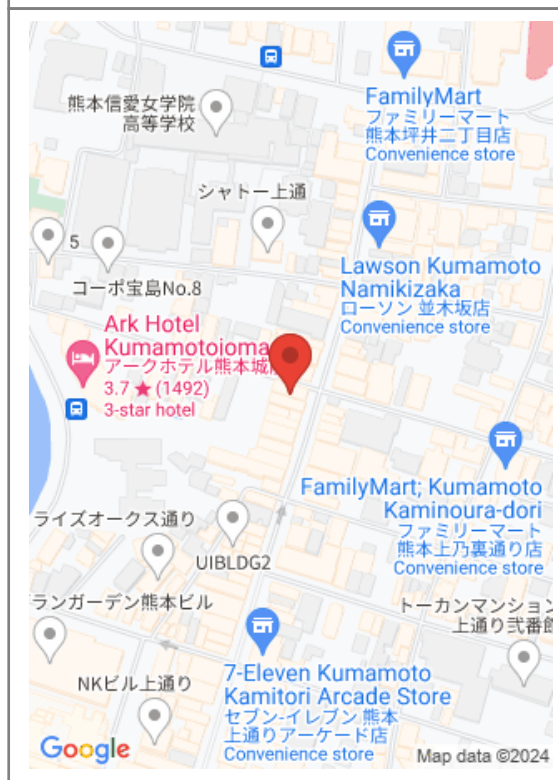 FamilyMart
ファミリーマート
熊本坪井二丁目店
Convenience store
熊本信愛女学院
高等学校
シャトー上通
5
コーポ宝島No.8
Lawson Kumamoto
Namikizaka
ローソン 並木坂店
Convenience store
Ark Hotel
Kumamotojoma
アークホテル熊本城
3.7 ★ (1492)
3-star hotel
FamilyMart; Kumamoto
Kaminoura-dori
ファミリーマート
熊本上乃裏通り店
Convenience store
ライズオークス通り
UIBLDG2
ランガーデン熊本ビル
トーカンマンション
上通り弐番館
7-Eleven Kumamoto
Kamitori Arcade Store
セブン-イレブン 熊本
上通りアーケード店
Convenience store
NKビル上通り
Google
Map data ©2024